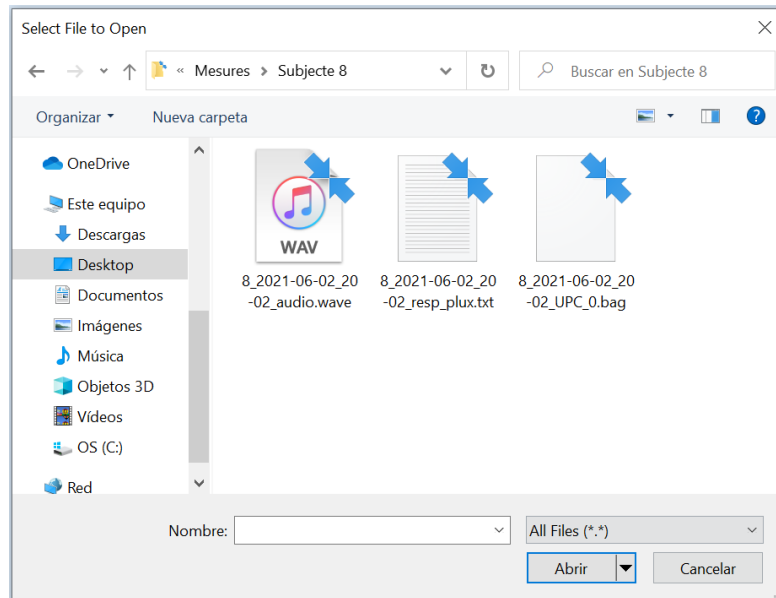 Select File to Open
« Mesures > Subjecte 8
Buscar en Subjecte 8
Organizar
Nueva carpeta
?
OneDrive
Este equipo
Descargas
Desktop
Documentos
Imágenes
Música
Objetos 3D
Vídeos
OS (C:)
Red
WAV
8_2021-06-02_20
-02_audio.wave
8_2021-06-02_20
-02_resp_plux.txt
8_2021-06-02_20
-02_UPC_0.bag
Nombre:
All Files (*.*)
Abrir
Cancelar